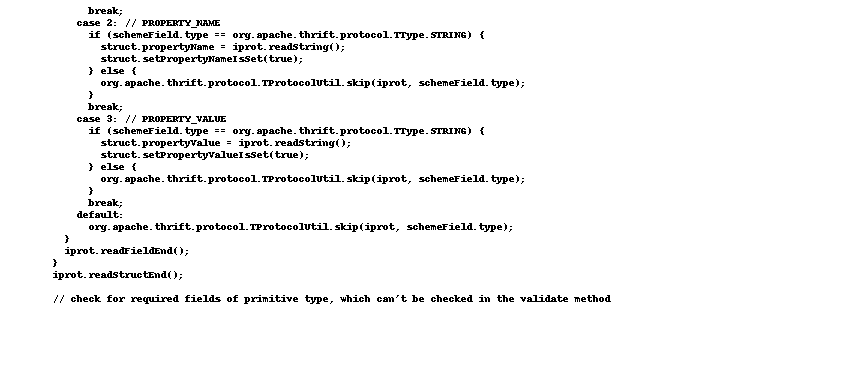 break;
case 2: // PROPERTY_NAME
if (schemeField.type == org.apache.thrift.protocol.TType.STRING) {
struct.propertyName = iprot.readString();
struct.setPropertyNameIsSet(true);
} else {
org.apache.thrift.protocol.TProtocolUtil.skip(iprot, schemeField.type);
}
break;
case 3: // PROPERTY_VALUE
if (schemeField.type == org.apache.thrift.protocol.TType.STRING) {
struct.propertyValue = iprot.readString();
struct.setPropertyValueIsSet(true);
} else {
org.apache.thrift.protocol.TProtocolUtil.skip(iprot, schemeField.type);
}
break;
default:
org.apache.thrift.protocol.TProtocolUtil.skip(iprot, schemeField.type);
}
iprot.readFieldEnd();
}
iprot.readStructEnd();
// check for required fields of primitive type, which can't be checked in the validate method